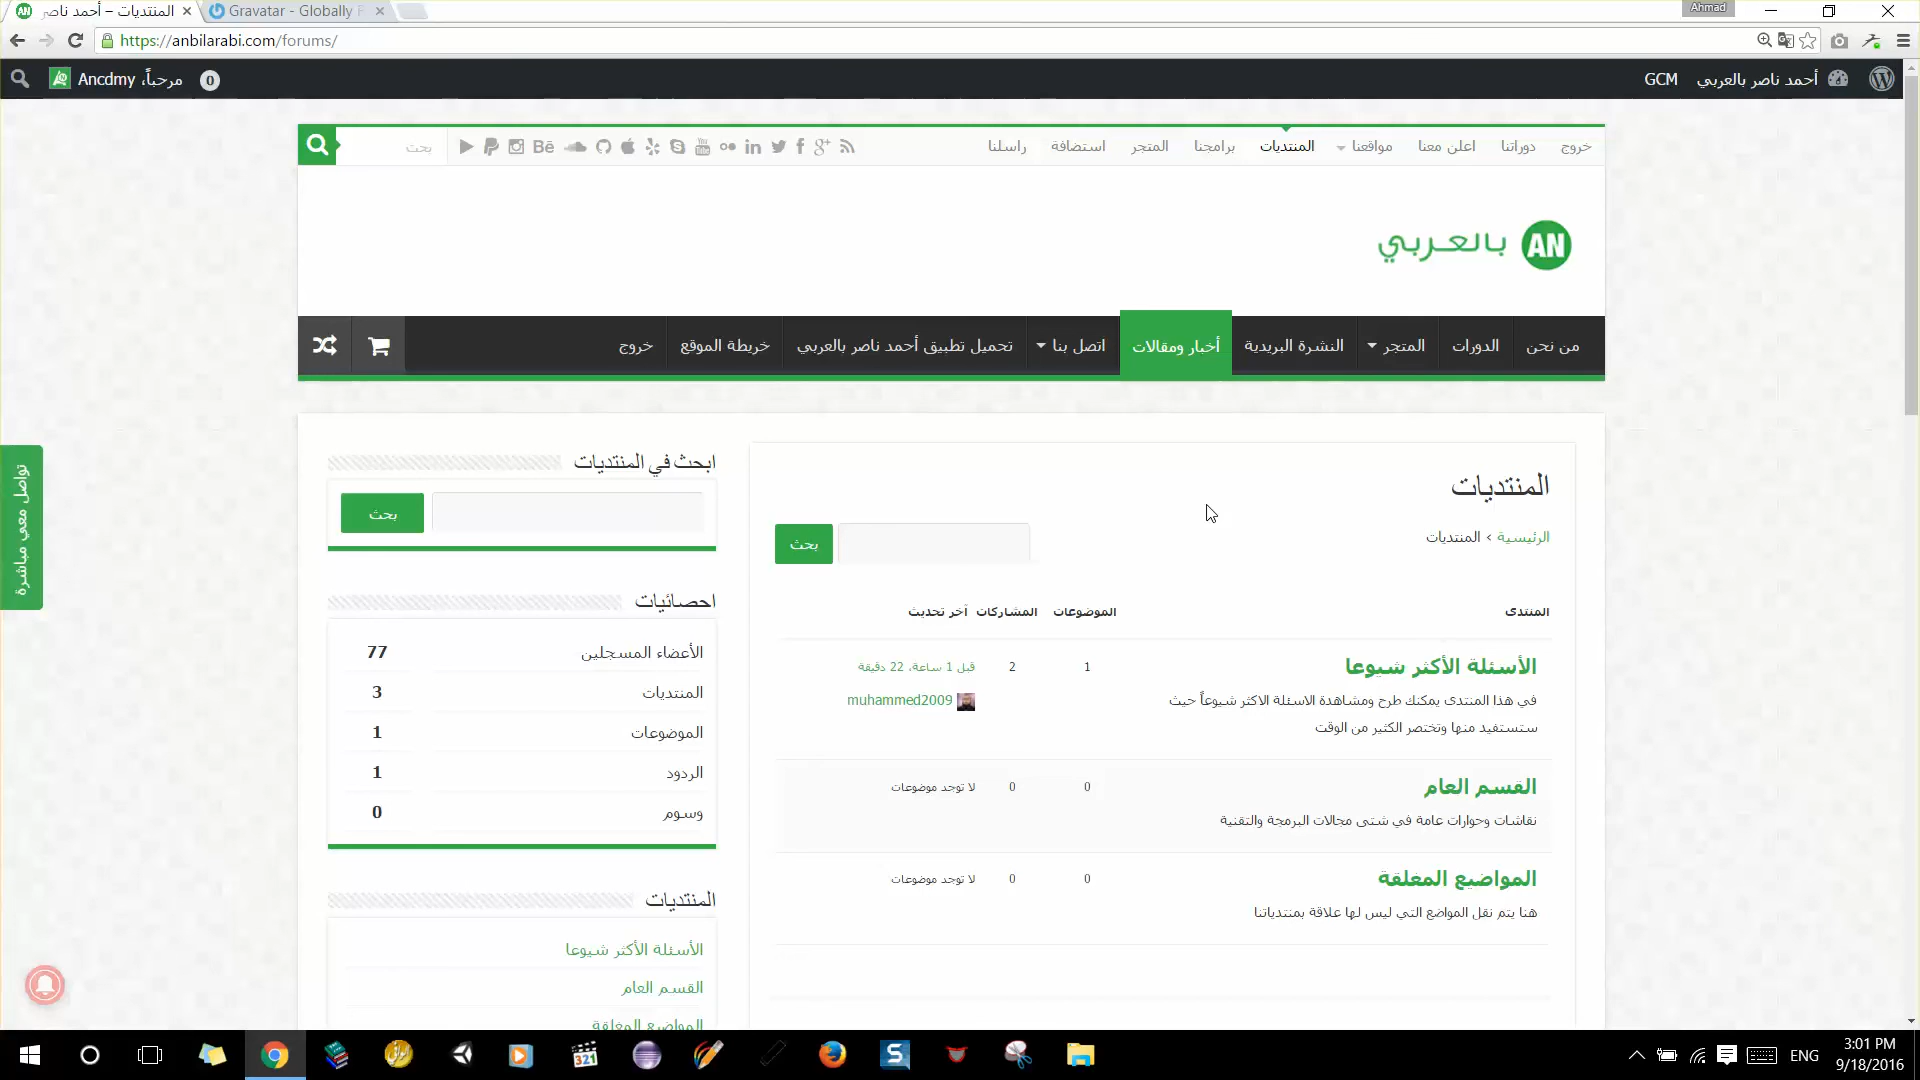 المنتديات – أحمد ناصر
Gravatar - Globally
Ahmad
https://anbilarabi.com/forums/
مرحباً، Ancdmy
0
GCM
أحمد ناصر بالعربي
خروج
دوراتنا
اعلن معنا
مواقعنا
المنتديات
برامجنا
المتجر
استضافة
راسلنا
بحث
بالعربي AN
من نحن
الدورات
المتجر
النشرة البريدية
أخبار ومقالات
اتصل بنا
تحميل تطبيق أحمد ناصر بالعربي
خريطة الموقع
خروج
المنتديات
الرئيسية › المنتديات
بحث
المنتدى
الموضوعات
المشاركات
آخر تحديث
الأسئلة الأكثر شيوعا
في هذا المنتدى يمكنك طرح ومشاهدة الاسئلة الاكثر شيوعاً حيث
ستستفيد منها وتختصر الكثير من الوقت
1
2
قبل 1 ساعة، 22 دقيقة
muhammed2009
القسم العام
نقاشات وحوارات عامة في شتى مجالات البرمجة والتقنية
0
0
لا توجد موضوعات
المواضيع المغلقة
هنا يتم نقل المواضع التي ليس لها علاقة بمنتدياتنا
0
0
لا توجد موضوعات
ابحث في المنتديات
بحث
احصائيات
الأعضاء المسجلين 77
المنتديات 3
الموضوعات 1
الردود 1
وسوم 0
المنتديات
الأسئلة الأكثر شيوعا
القسم العام
المواضيع المغلقة
تواصل معي مباشرة
ENG
3:01 PM
9/18/2016